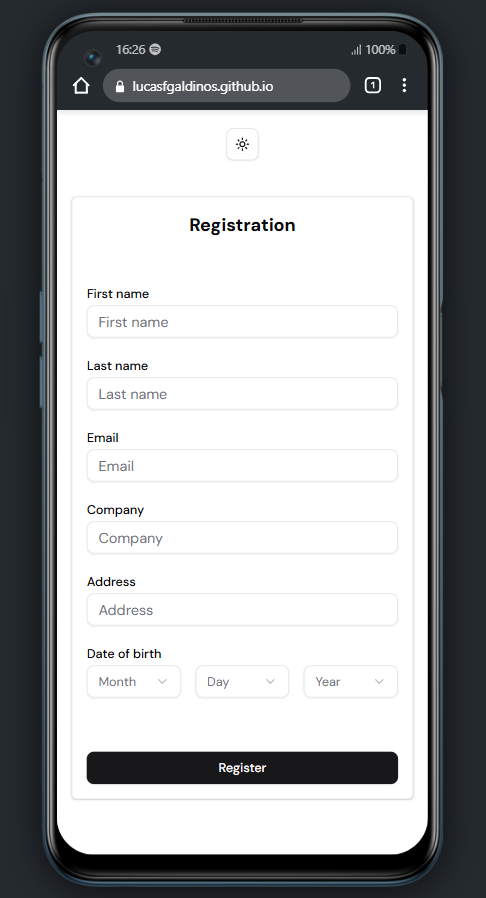 16:26 100%
lucasfgaldinos.github.io 1
Registration
First name
First name
Last name
Last name
Email
Email
Company
Company
Address
Address
Date of birth
Month Day Year
Register